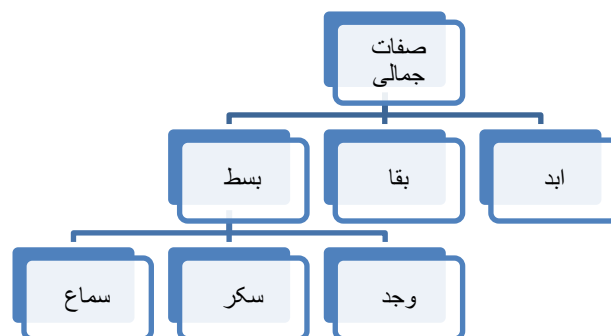 صفات
جمالی
ابد
بقا
بسط
وجد
سکر
سماع